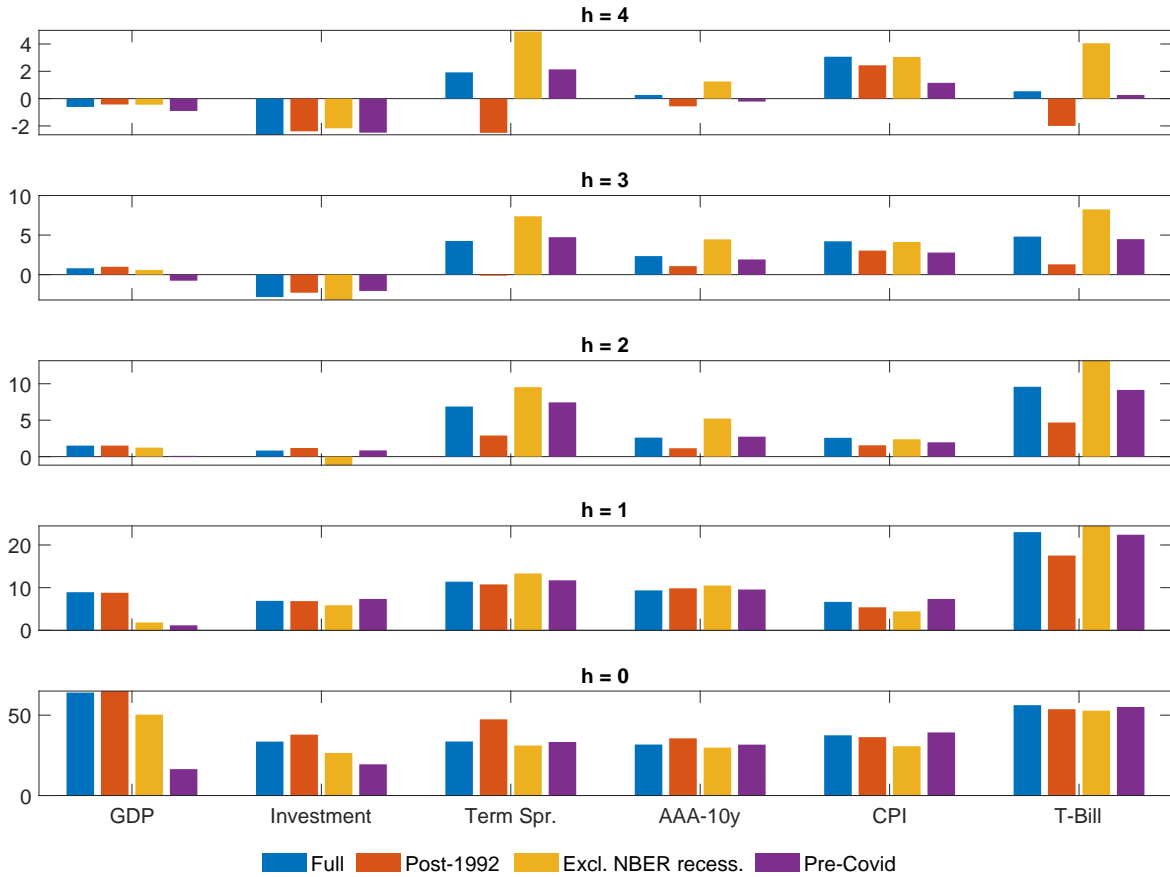 h = 4
4
2
0
-2
h = 3
10
5
0
h = 2
10
5
0
h = 1
20
10
0
h = 0
50
0
GDP Investment Term Spr. AAA-10y CPI T-Bill
Full Post-1992 Excl. NBER recess. Pre-Covid